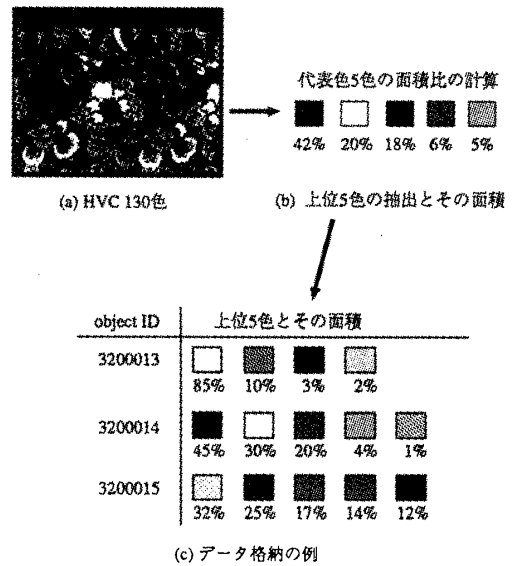 代表色5色の面積比の計算
42% 20% 18% 6% 5%
(a) HVC 130色
(b) 上位5色の抽出とその面積
object ID 上位5色とその面積
3200013
85% 10% 3% 2%
3200014
45% 30% 20% 4% 1%
3200015
32% 25% 17% 14% 12%
(c) データ格納の例